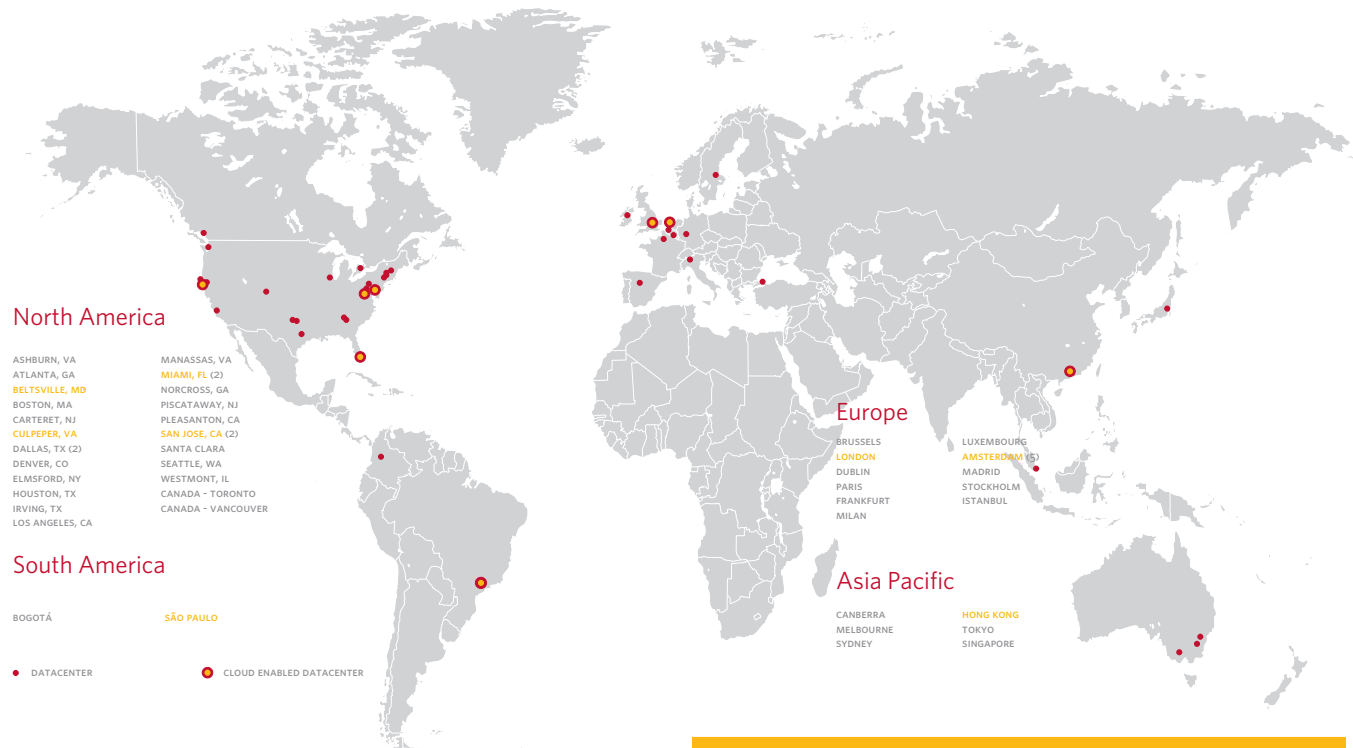 North America
ASHBURN, VA
ATLANTA, GA
BELTSVILLE, MD
BOSTON, MA
CARTERET, NJ
CULPEPER, VA
DALLAS, TX (2)
DENVER, CO
ELMSFORD, NY
HOUSTON, TX
IRVING, TX
LOS ANGELES, CA
MANASSAS, VA
MIAMI, FL (2)
NORCROSS, GA
PISCATAWAY, NJ
PLEASANTON, CA
SAN JOSE, CA (2)
SANTA CLARA
SEATTLE, WA
WESTMONT, IL
CANADA - TORONTO
CANADA - VANCOUVER
South America
BOGOTÁ
SÃO PAULO
DATACENTER
CLOUD ENABLED DATACENTER
Europe
BRUSSELS
LONDON
DUBLIN
PARIS
FRANKFURT
MILAN
LUXEMBOURG
AMSTERDAM (5)
MADRID
STOCKHOLM
ISTANBUL
Asia Pacific
CANBERRA
MELBOURNE
SYDNEY
HONG KONG
TOKYO
SINGAPORE